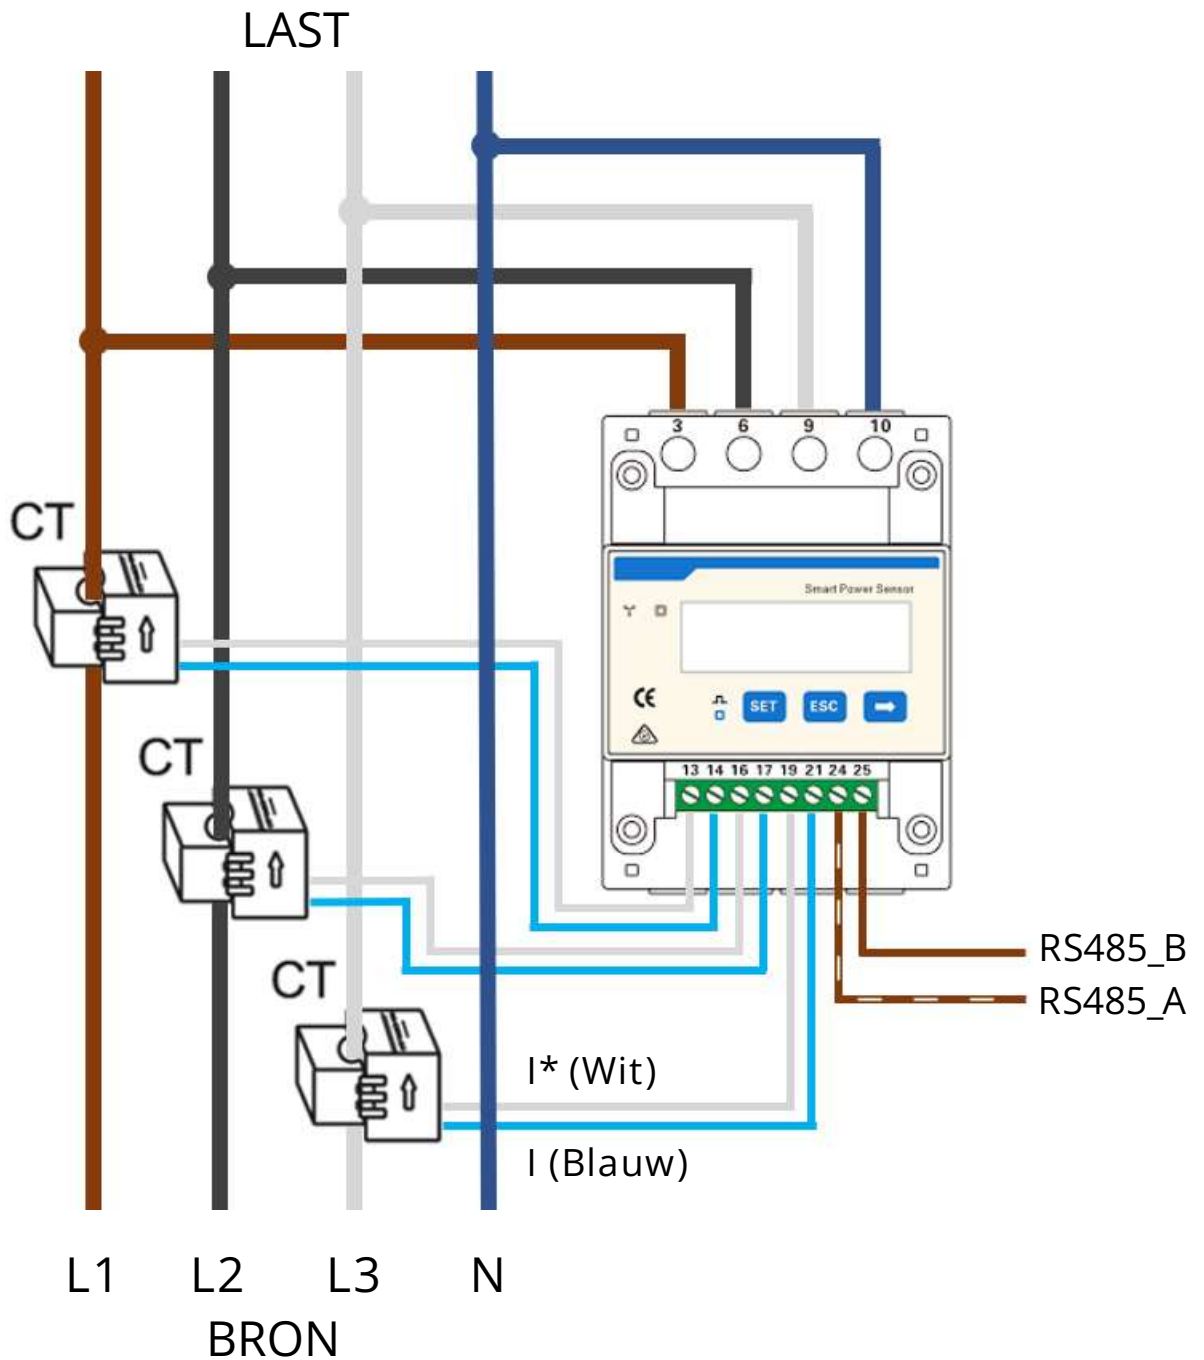 LAST
3 6 9 10
CT
Smart Power Sensor
CE
SET ESC
CT
13 14 16 17 19 21 24 25
RS485_B
CT
RS485_A
I* (Wit)
I (Blauw)
L1 L2 L3 N
BRON